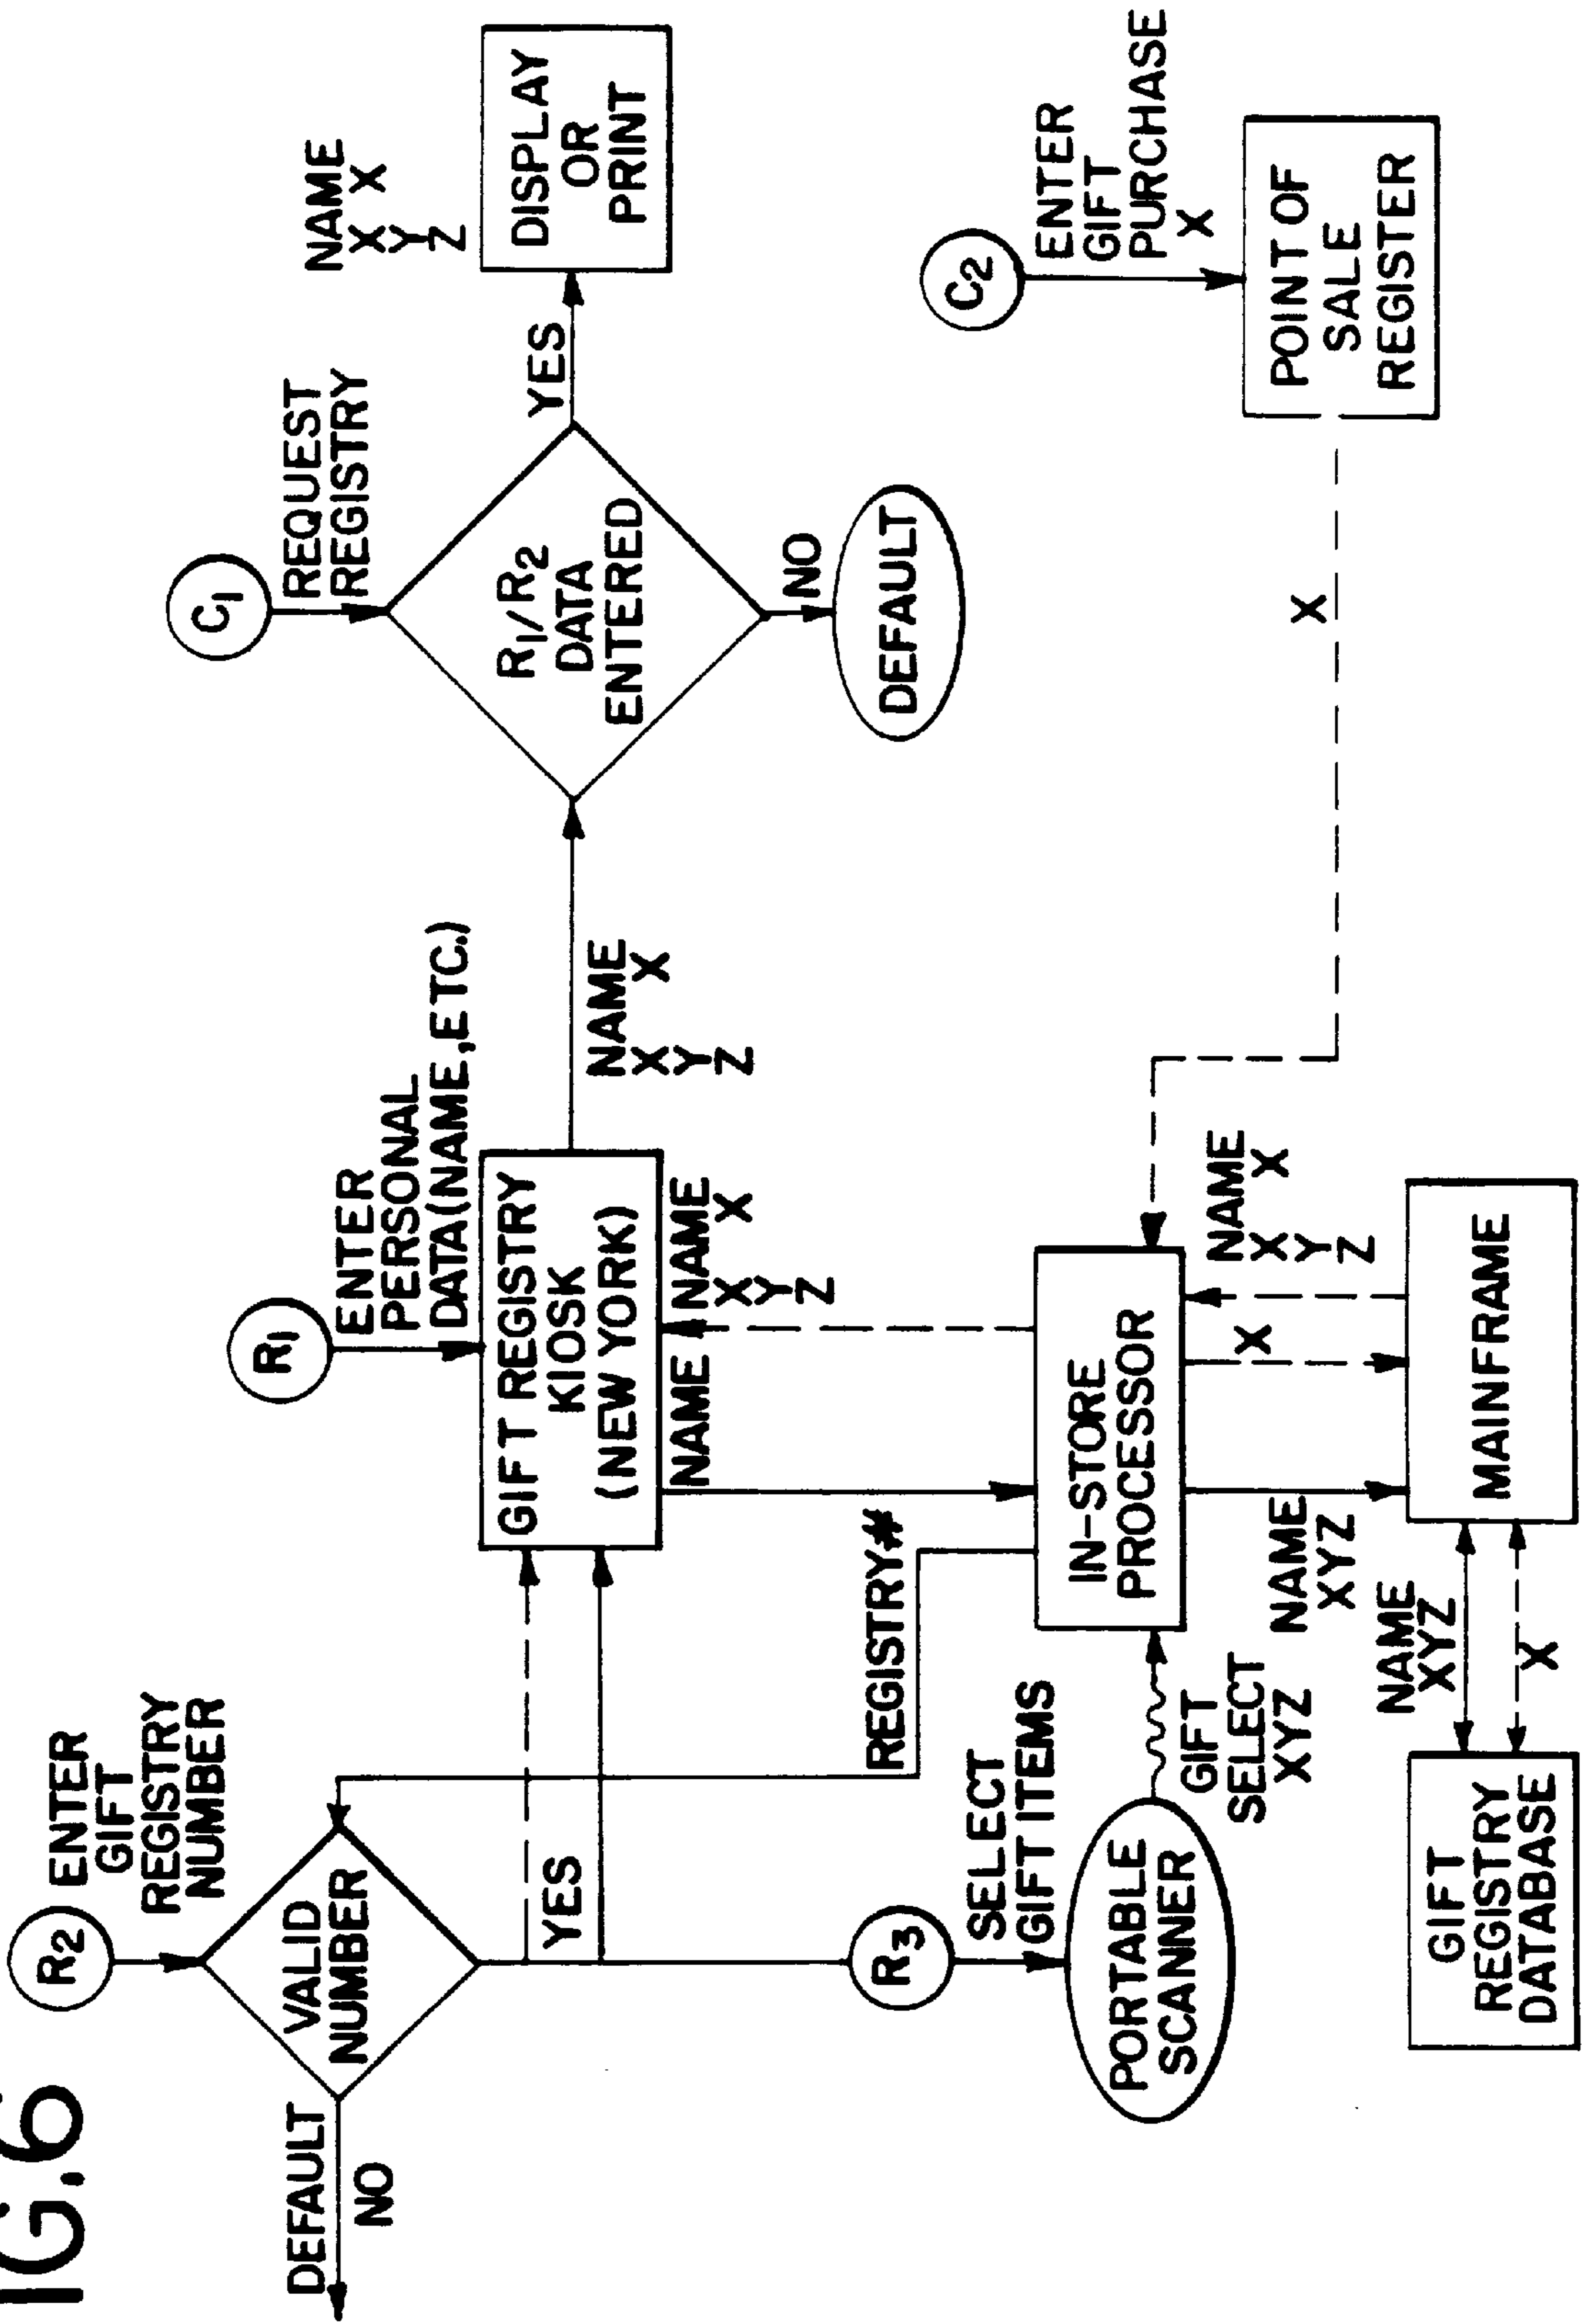 IG.6
R2
ENTER
GIFT
REGISTRY
NUMBER
DEFAULT
NO
VALID
NUMBER
YES
R1
ENTER
PERSONAL
DATA(NAME,ETC.)
GIFT REGISTRY
KIOSK
(NEW YORK)
NAME
X X
Y
Z
C1
REQUEST
REGISTRY
R1/R2
DATA
ENTERED
YES
NAME
X X
Y
Z
DISPLAY
OR
PRINT
NO
DEFAULT
NAME
NAME
X X
Y
Z
REGISTRY#
R3
SELECT
GIFT ITEMS
PORTABLE
SCANNER
GIFT
SELECT
XYZ
IN-STORE
PROCESSOR
C2
ENTER
GIFT
PURCHASE
X
POINT OF
SALE
REGISTER
X
NAME
XYZ
X
NAME
X X
Y
Z
MAINFRAME
NAME
XYZ
X
GIFT
REGISTRY
DATABASE